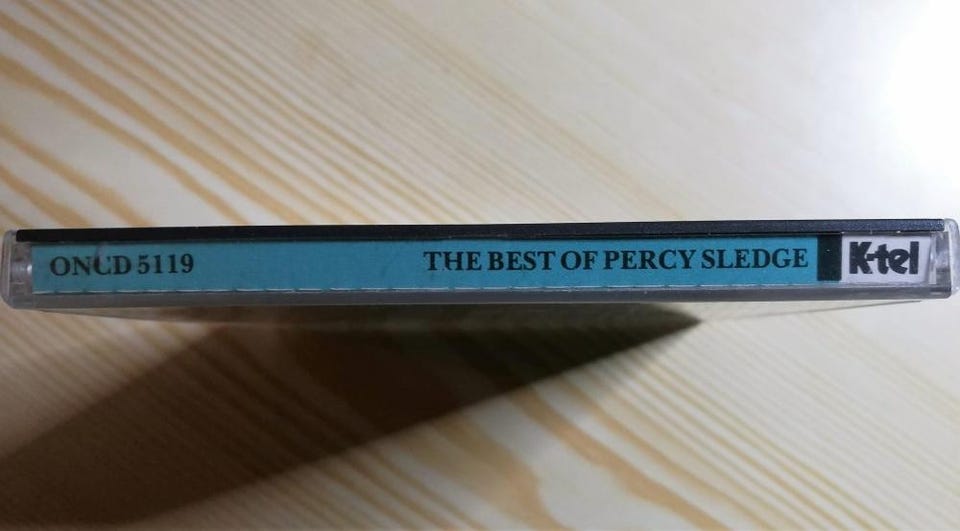 ONCD 5119 THE BEST OF PERCY SLEDGE K-tel